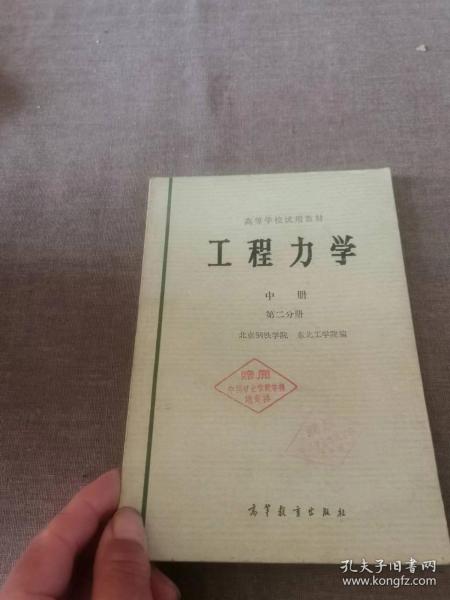 高等学校试用教材
工程力学
中册
第二分册
北京钢铁学院 东北工学院编
赠阅
高等教育出版社
孔夫子旧书网
www.kongfz.com